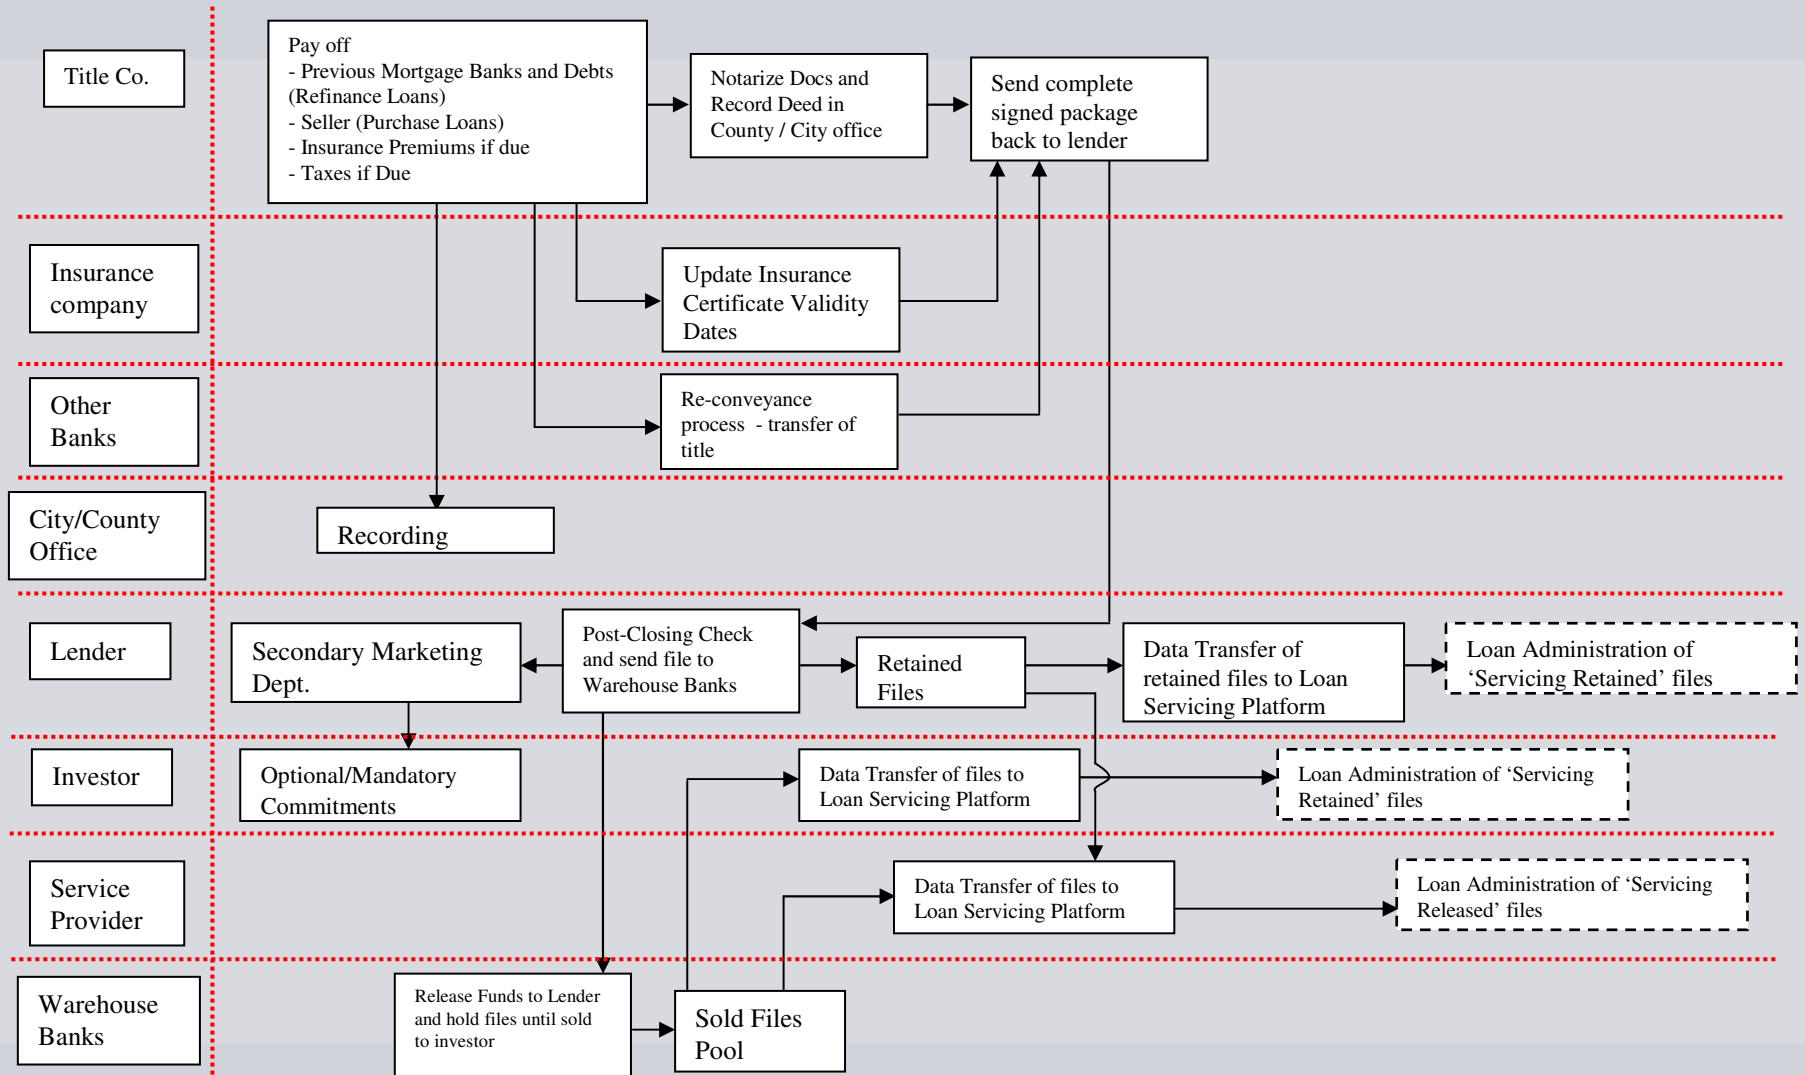 Title Co.
Pay off
- Previous Mortgage Banks and Debts
(Refinance Loans)
- Seller (Purchase Loans)
- Insurance Premiums if due
- Taxes if Due
Notarize Docs and
Record Deed in
County / City office
Send complete
signed package
back to lender
Insurance
company
Update Insurance
Certificate Validity
Dates
Other
Banks
Re-conveyance
process  - transfer of
title
City/County
Office
Recording
Lender
Secondary Marketing
Dept.
Post-Closing Check
and send file to
Warehouse Banks
Retained
Files
Data Transfer of
retained files to Loan
Servicing Platform
Loan Administration of
‘Servicing Retained’ files
Investor
Optional/Mandatory
Commitments
Data Transfer of files to
Loan Servicing Platform
Loan Administration of ‘Servicing
Retained’ files
Service
Provider
Data Transfer of files to
Loan Servicing Platform
Loan Administration of ‘Servicing
Released’ files
Warehouse
Banks
Release Funds to Lender
and hold files until sold
to investor
Sold Files
Pool